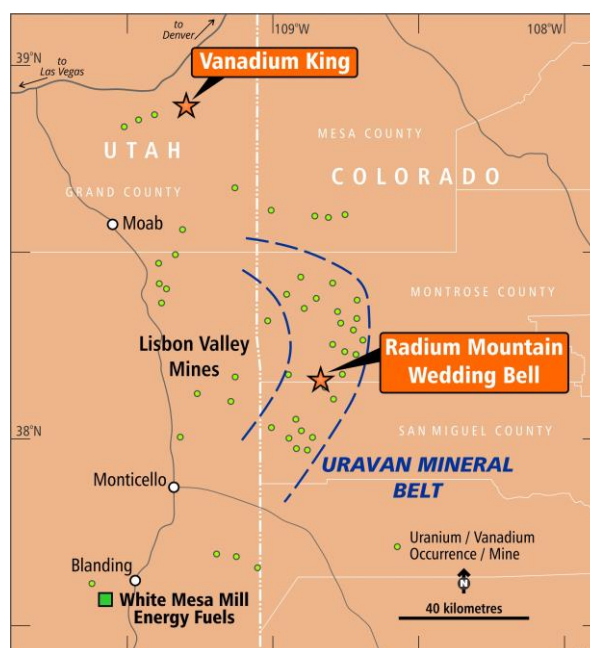 to
Denver
109°W
108°W
39°N
to
Las Vegas
Vanadium King
MESA COUNTY
UTAH
COLORADO
GRAND COUNTY
Moab
MONTROSE COUNTY
Lisbon Valley
Mines
Radium Mountain
Wedding Bell
38°N
SAN MIGUEL COUNTY
URAVAN MINERAL
BELT
Monticello
Uranium / Vanadium
Occurrence / Mine
Blanding
N
White Mesa Mill
Energy Fuels
40 kilometres